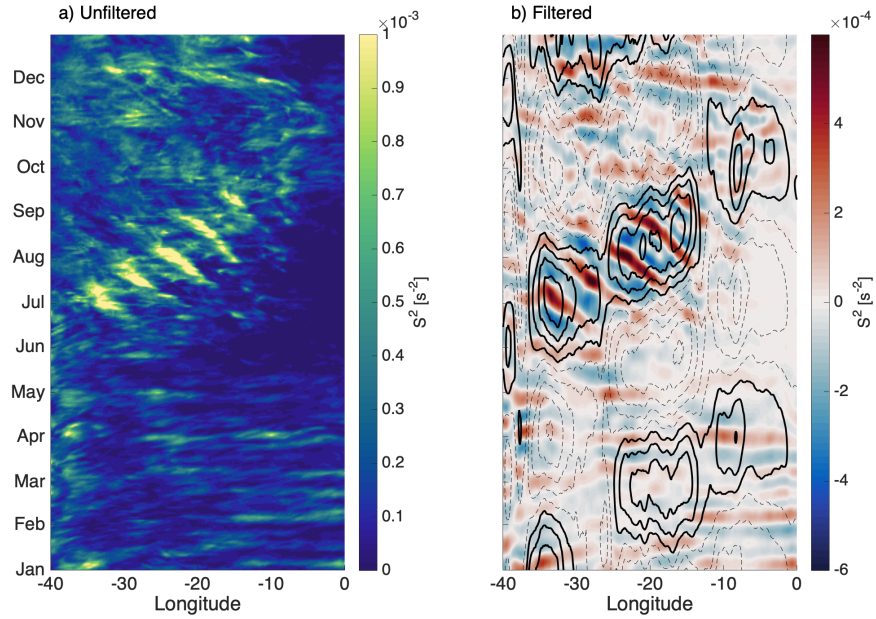 a) Unfiltered
×10⁻³
Dec
Nov
Oct
Sep
Aug
Jul
Jun
May
Apr
Mar
Feb
Jan
-40
-30
-20
-10
0
Longitude
1
0.9
0.8
0.7
0.6
0.5
0.4
0.3
0.2
0.1
0
S² [s⁻²]
b) Filtered
×10⁻⁴
-40
-30
-20
-10
0
Longitude
4
2
0
-2
-4
-6
S² [s⁻²]